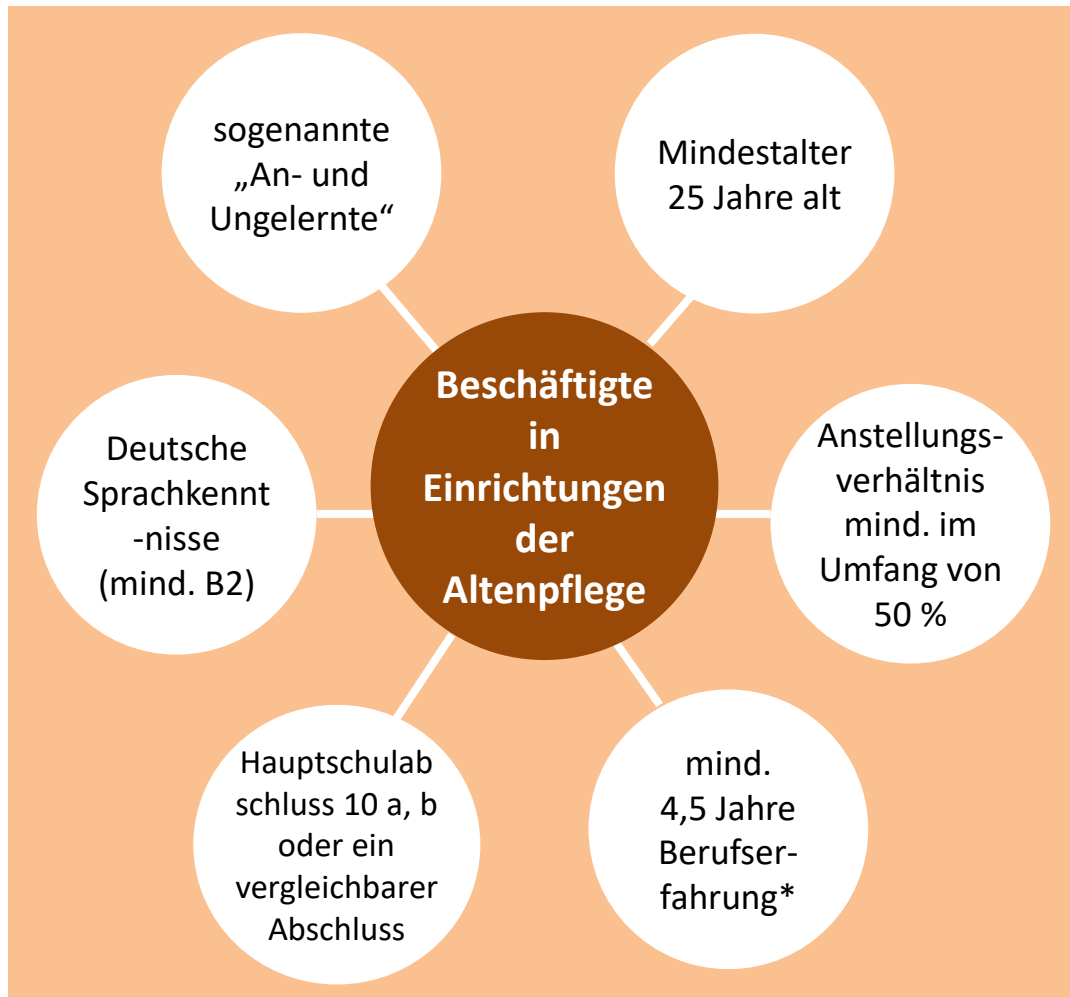 sogenannte
„An- und
Ungelernte“
Mindestalter
25 Jahre alt
Beschäftigte
in
Einrichtungen
der
Altenpflege
Deutsche
Sprachkennt
-nisse
(mind. B2)
Anstellungs-
verhältnis
mind. im
Umfang von
50 %
Hauptschulab
schluss 10 a, b
oder ein
vergleichbarer
Abschluss
mind.
4,5 Jahre
Berufser-
fahrung*